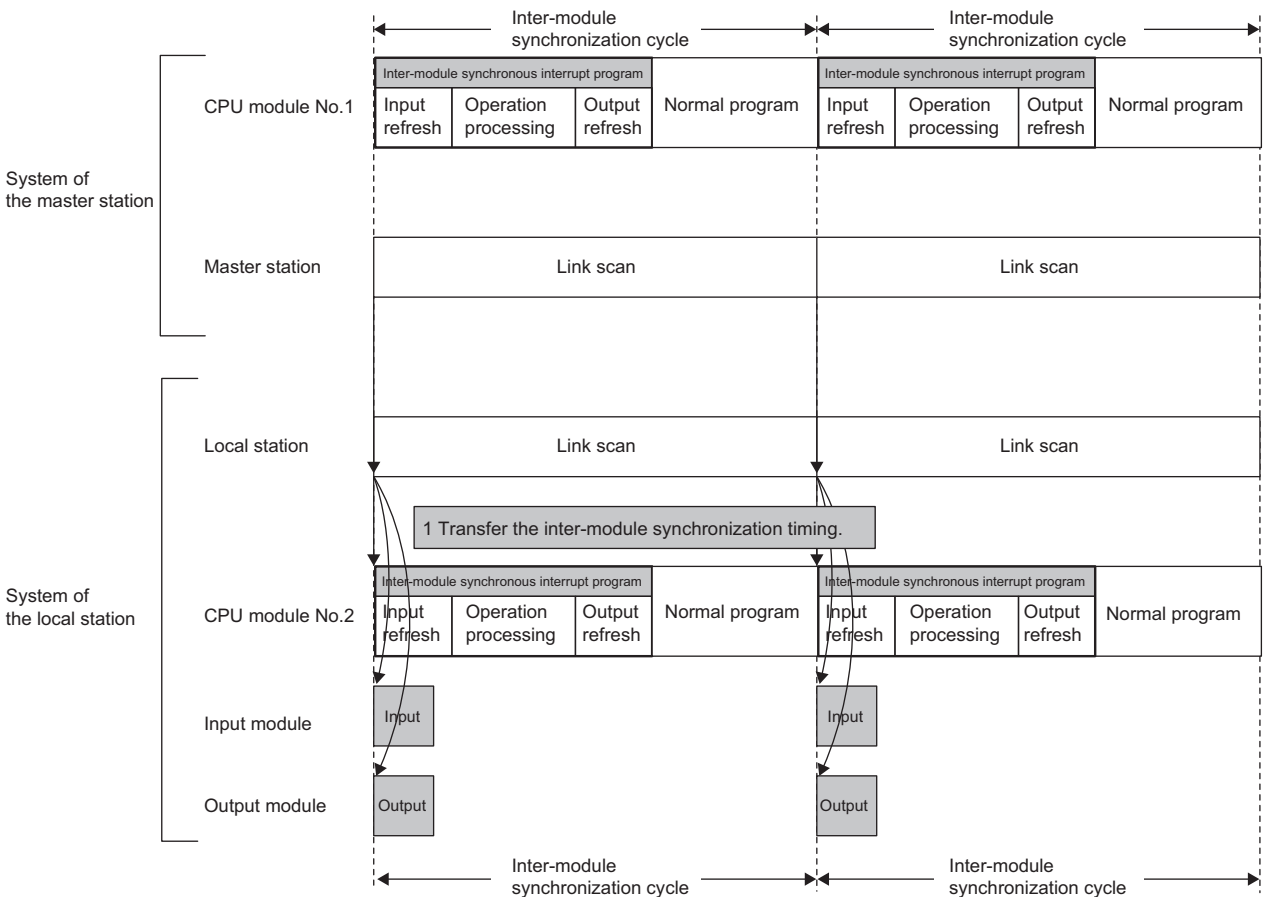 Inter-module
synchronization cycle
Inter-module
synchronization cycle
Inter-module synchronous interrupt program
Inter-module synchronous interrupt program
CPU module No.1
Input
refresh
Operation
processing
Output
refresh
Normal program
Input
refresh
Operation
processing
Output
refresh
Normal program
System of
the master station
Master station
Link scan
Link scan
Local station
Link scan
Link scan
1 Transfer the inter-module synchronization timing.
Inter-module synchronous interrupt program
Inter-module synchronous interrupt program
System of
the local station
CPU module No.2
Input
refresh
Operation
processing
Output
refresh
Normal program
Input
refresh
Operation
processing
Output
refresh
Normal program
Input module
Input
Input
Output module
Output
Output
Inter-module
synchronization cycle
Inter-module
synchronization cycle